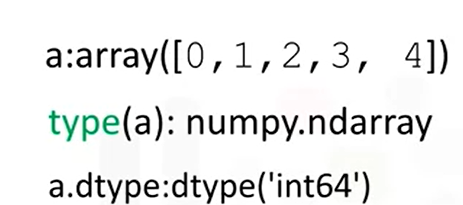 a:array([0,1,2,3, 4])
type(a): numpy.ndarray
a.dtype:dtype('int64')